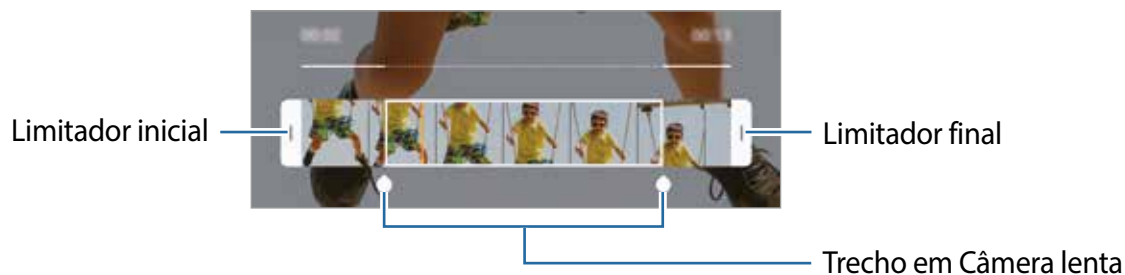 Limitador inicial
Limitador final
Trecho em Câmera lenta